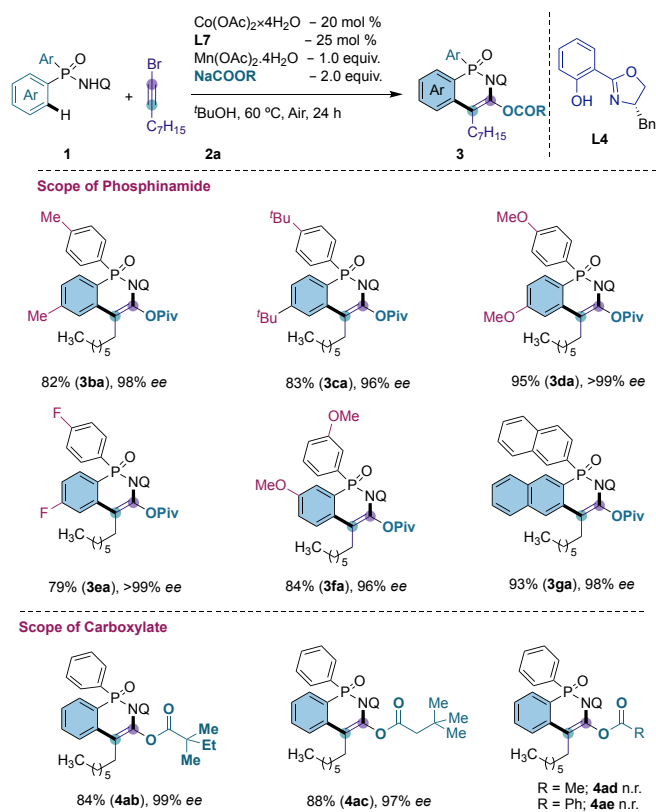 Co(OAc)₂×4H₂O – 20 mol %
L7 – 25 mol %
Mn(OAc)₂.4H₂O – 1.0 equiv.
NaCOOR – 2.0 equiv.
ᵗBuOH, 60 ºC, Air, 24 h
Ar
P
O
NHQ
Ar
H
+
Br
C₇H₁₅
Ar
P
O
NQ
Ar
OCOR
C₇H₁₅
OH
N
O
Bn
1
2a
3
L4
Scope of Phosphinamide
Me
P
O
NQ
Me
OPiv
H₃C
5
82% (3ba), 98% ee
ᵗBu
P
O
NQ
ᵗBu
OPiv
H₃C
5
83% (3ca), 96% ee
MeO
P
O
NQ
MeO
OPiv
H₃C
5
95% (3da), >99% ee
F
P
O
NQ
F
OPiv
H₃C
5
79% (3ea), >99% ee
OMe
P
O
NQ
MeO
OPiv
H₃C
5
84% (3fa), 96% ee
P
O
NQ
OPiv
H₃C
5
93% (3ga), 98% ee
Scope of Carboxylate
P
O
NQ
O
O
Me
Et
Me
H₃C
5
84% (4ab), 99% ee
P
O
NQ
O
O
Me
Me
Me
H₃C
5
88% (4ac), 97% ee
P
O
NQ
O
O
R
H₃C
5
R = Me; 4ad n.r.
R = Ph; 4ae n.r.